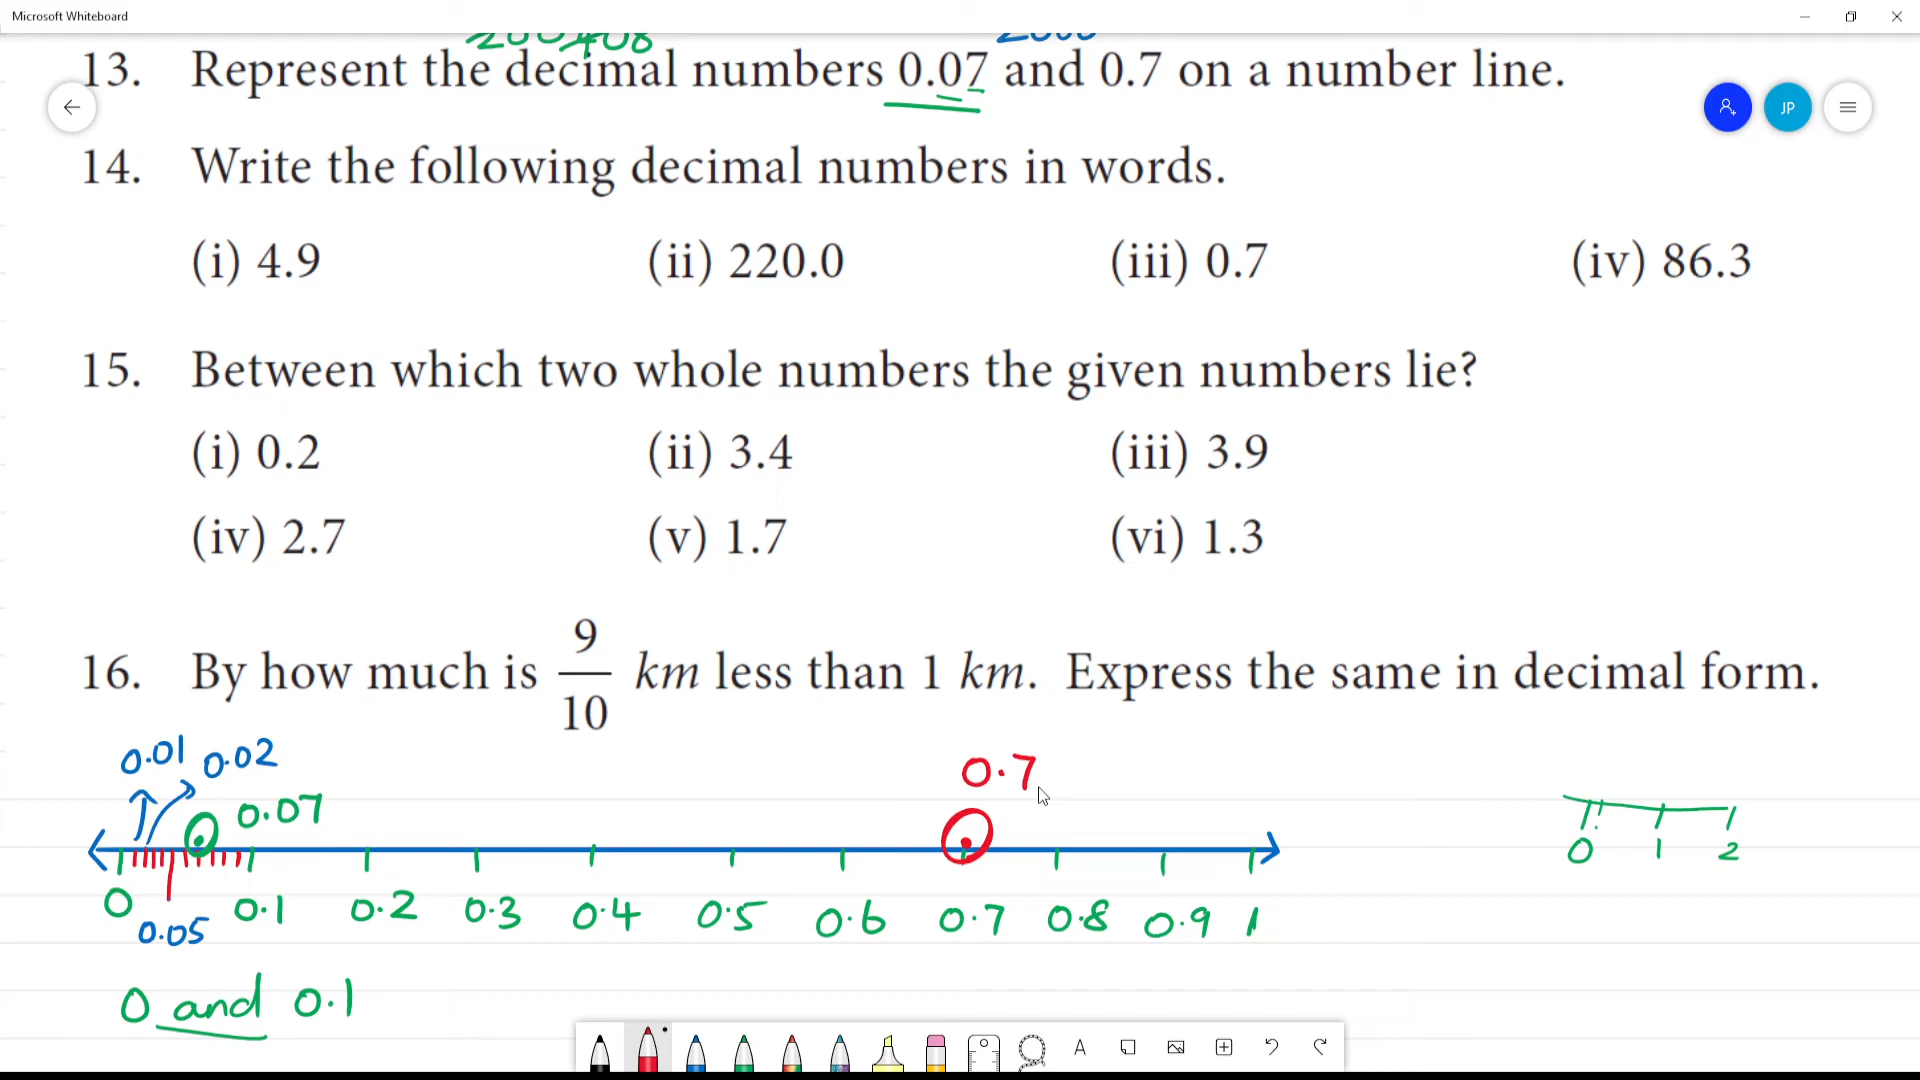 Microsoft Whiteboard
13. Represent the decimal numbers 0.07 and 0.7 on a number line.
JP
14. Write the following decimal numbers in words.
(i) 4.9 (ii) 220.0 (iii) 0.7 (iv) 86.3
15. Between which two whole numbers the given numbers lie?
(i) 0.2 (ii) 3.4 (iii) 3.9
(iv) 2.7 (v) 1.7 (vi) 1.3
16. By how much is 9/10 km less than 1 km. Express the same in decimal form.
0.01 0.02 0.7
0.07
0 1 2
0 0.1 0.2 0.3 0.4 0.5 0.6 0.7 0.8 0.9 1
0.05
0 and 0.1
A